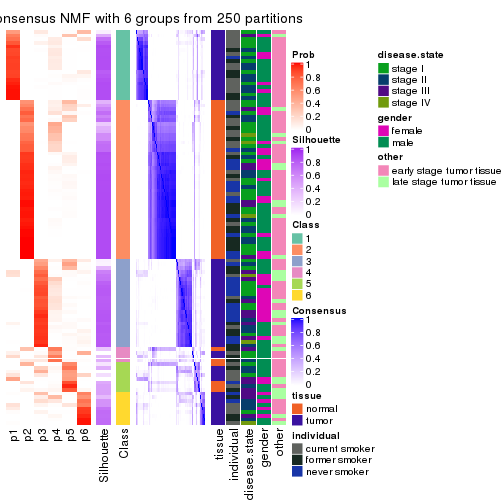 onsensus NMF with 6 groups from 250 partitions
p1
p2
p3
p4
p5
p6
Silhouette
Class
tissue
individual
disease.state
gender
other
Prob
1
0.8
0.6
0.4
0.2
0
Silhouette
1
0.8
0.6
0.4
0.2
0
Class
1
2
3
4
5
6
Consensus
1
0.8
0.6
0.4
0.2
0
tissue
normal
tumor
individual
current smoker
former smoker
never smoker
disease.state
stage I
stage II
stage III
stage IV
gender
female
male
other
early stage tumor tissue
late stage tumor tissue